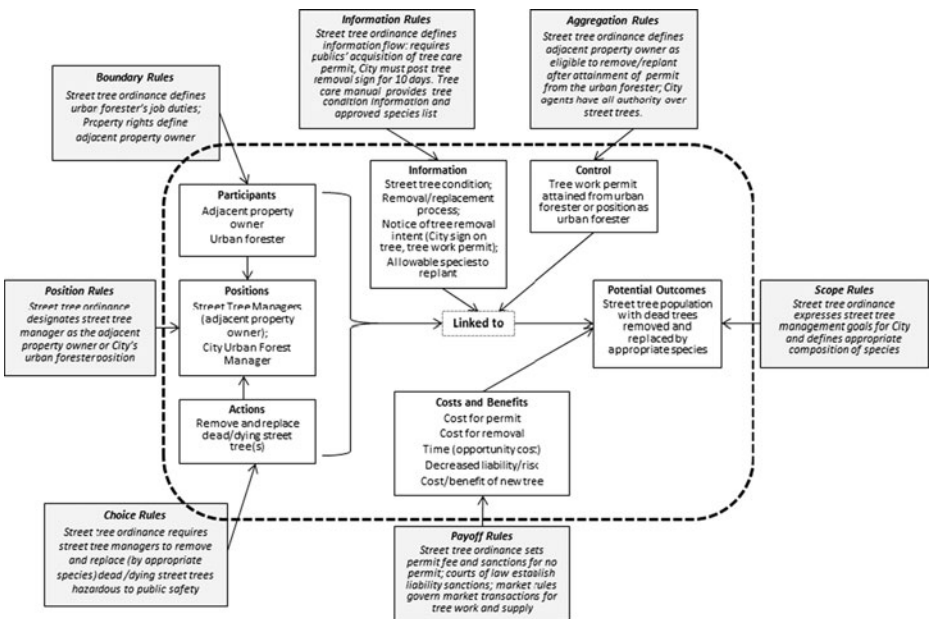 Information Rules
Street tree ordinance defines
information flow: requires
publics' acquisition of tree care
permit, City must post tree
removal sign for 10 days. Tree
care manual provides tree
condition information and
approved species list
Aggregation Rules
Street tree ordinance defines
adjacent property owner as
eligible to remove/replant
after attainment of permit
from the urban forester; City
agents have all authority over
street trees.
Boundary Rules
Street tree ordinance defines
urban forester's job duties;
Property rights define
adjacent property owner
Participants
Adjacent property
owner
Urban forester
Information
Street tree condition;
Removal/replacement
process;
Notice of tree removal
intent (City sign on
tree, tree work permit);
Allowable species to
replant
Control
Tree work permit
attained from urban
forester or position as
urban forester
Position Rules
Street tree ordinance
designates street tree
manager as the adjacent
property owner or City's
urban forester position
Positions
Street Tree Managers
(adjacent property
owner);
City Urban Forest
Manager
Linked to
Potential Outcomes
Street tree population
with dead trees
removed and
replaced by
appropriate species
Scope Rules
Street tree ordinance
expresses street tree
management goals for City
and defines appropriate
composition of species
Actions
Remove and replace
dead/dying street
tree(s)
Costs and Benefits
Cost for permit
Cost for removal
Time (opportunity cost)
Decreased liability/risk
Cost/benefit of new tree
Choice Rules
Street tree ordinance requires
street tree managers to remove
and replace (by appropriate
species) dead/dying street trees
hazardous to public safety
Payoff Rules
Street tree ordinance sets
permit fee and sanctions for no
permit; courts of law establish
liability sanctions; market rules
govern market transactions for
tree work and supply